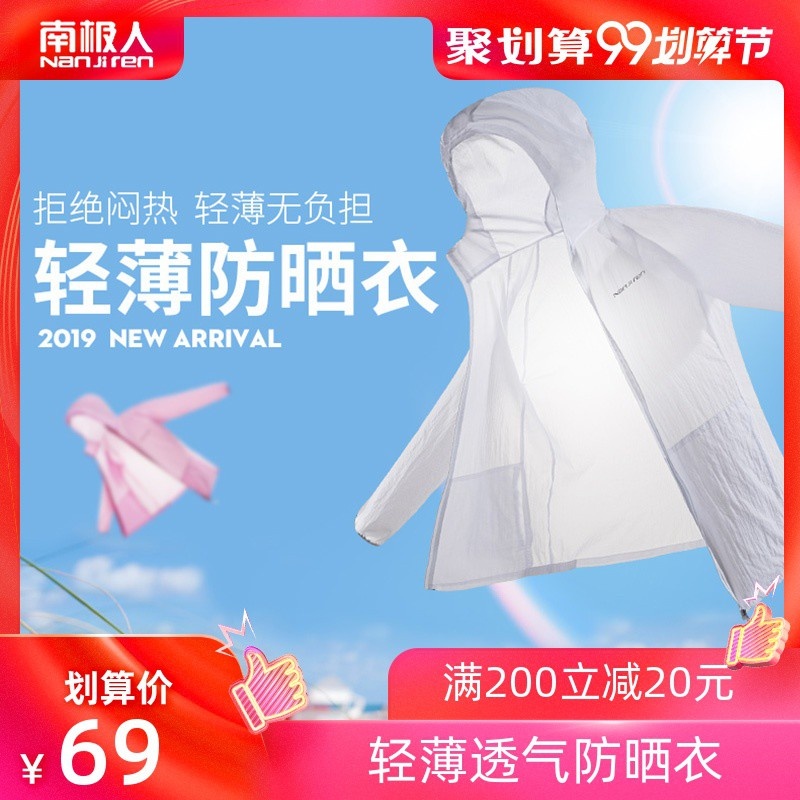 南极人
Nanjiren
聚划算99划算节
拒绝闷热 轻薄无负担
轻薄防晒衣
2019 NEW ARRIVAL
Nanjiren
划算价
¥69
满200立减20元
轻薄透气防晒衣